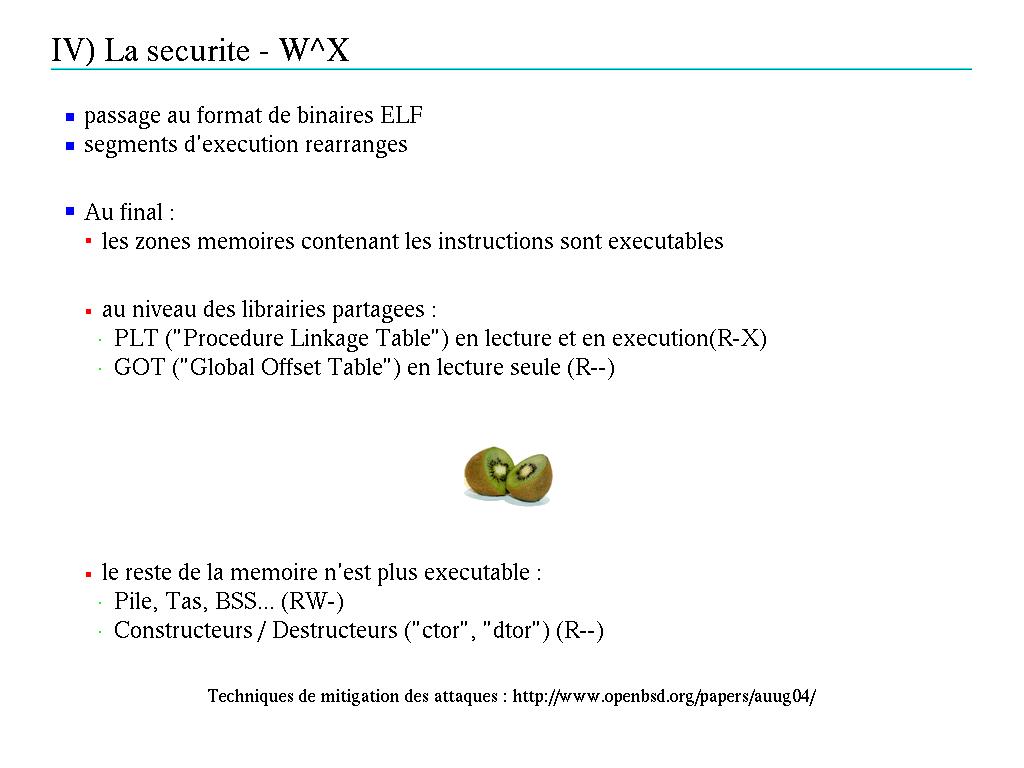 IV) La securite - W^X
passage au format de binaires ELF
segments d'execution rearranges
Au final :
les zones memoires contenant les instructions sont executables
au niveau des librairies partagees :
PLT ("Procedure Linkage Table") en lecture et en execution(R-X)
GOT ("Global Offset Table") en lecture seule (R--)
le reste de la memoire n'est plus executable :
Pile, Tas, BSS... (RW-)
Constructeurs / Destructeurs ("ctor", "dtor") (R--)
Techniques de mitigation des attaques : http://www.openbsd.org/papers/auug04/